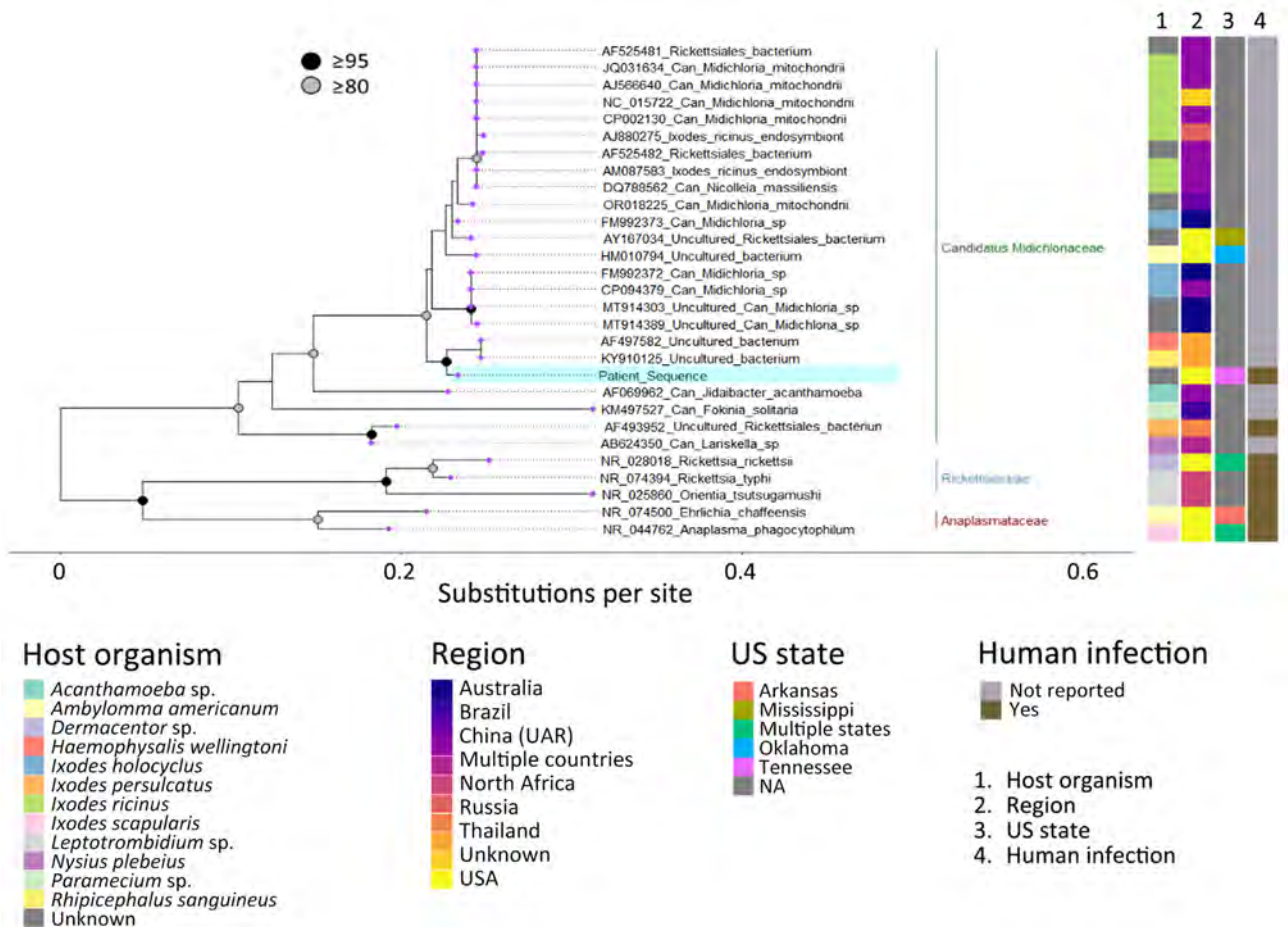 1 2 3 4
≥95
≥80
AF525481_Rickettsiales_bacterium
JQ031634_Can_Midichloria_mitochondrii
AJ566640_Can_Midichloria_mitochondrii
NC_015722_Can_Midichloria_mitochondrii
CP002130_Can_Midichloria_mitochondrii
AJ880275_Ixodes_ricinus_endosymbiont
AF525482_Rickettsiales_bacterium
AM087583_Ixodes_ricinus_endosymbiont
DQ788562_Can_Nicolleia_massiliensis
OR018225_Can_Midichloria_mitochondrii
FM992373_Can_Midichloria_sp
AY167034_Uncultured_Rickettsiales_bacterium
HM010794_Uncultured_bacterium
Candidatus Midichloriaceae
FM992372_Can_Midichloria_sp
CP094379_Can_Midichloria_sp
MT914303_Uncultured_Can_Midichloria_sp
MT914389_Uncultured_Can_Midichloria_sp
AF497582_Uncultured_bacterium
KY910125_Uncultured_bacterium
Patient_Sequence
AF069962_Can_Jidaibacter_acanthamoeba
KM497527_Can_Fokinia_solitaria
AF493952_Uncultured_Rickettsiales_bacteriun
AB624350_Can_Lariskella_sp
NR_028018_Rickettsia_rickettsii
NR_074394_Rickettsia_typhi
Rickettsiaceae
NR_025860_Orientia_tsutsugamushi
NR_074500_Ehrlichia_chaffeensis
Anaplasmataceae
NR_044762_Anaplasma_phagocytophilum
0 0.2 0.4 0.6
Substitutions per site
Host organism
Acanthamoeba sp.
Ambylomma americanum
Dermacentor sp.
Haemophysalis wellingtoni
Ixodes holocyclus
Ixodes persulcatus
Ixodes ricinus
Ixodes scapularis
Leptotrombidium sp.
Nysius plebeius
Paramecium sp.
Rhipicephalus sanguineus
Unknown
Region
Australia
Brazil
China (UAR)
Multiple countries
North Africa
Russia
Thailand
Unknown
USA
US state
Arkansas
Mississippi
Multiple states
Oklahoma
Tennessee
NA
Human infection
Not reported
Yes
1. Host organism
2. Region
3. US state
4. Human infection